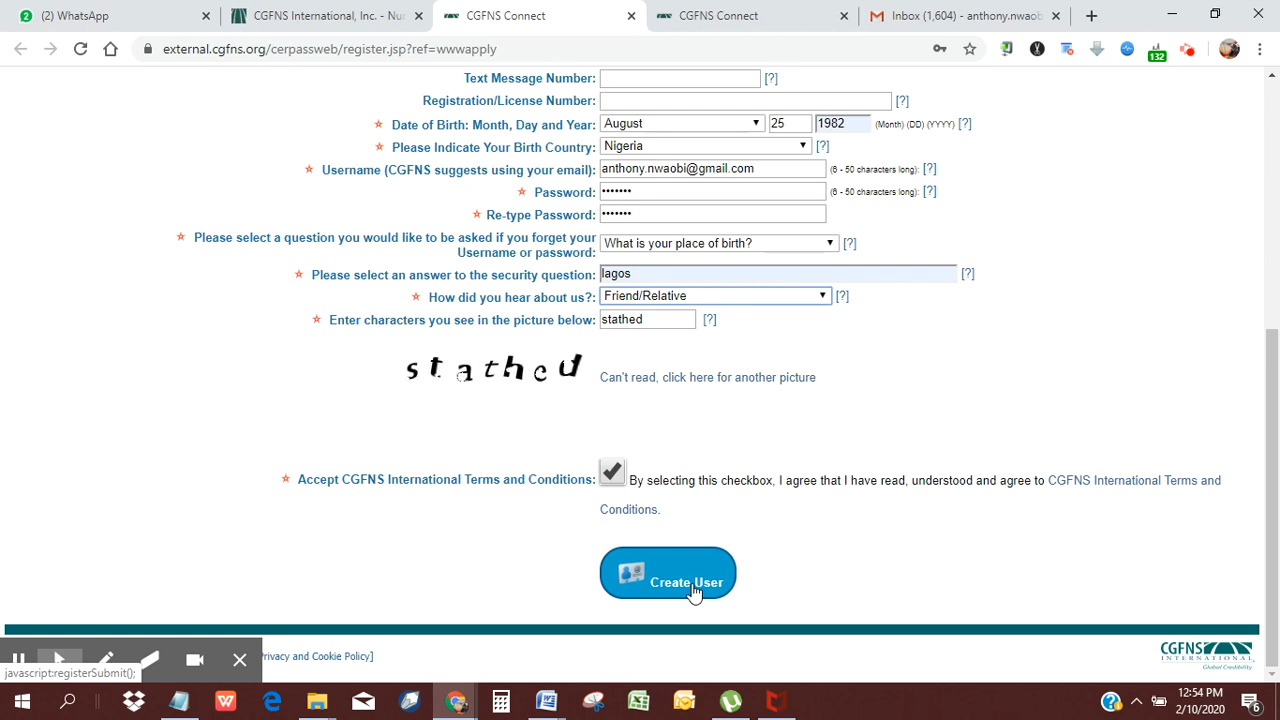 (2) WhatsApp
CGFNS International, Inc. - Nu
CGFNS Connect
CGFNS Connect
Inbox (1,604) - anthony.nwaob
external.cgfns.org/cerpassweb/register.jsp?ref=wwwapply
132
Text Message Number: [?]
Registration/License Number: [?]
Date of Birth: Month, Day and Year: August 25 1982 (Month) (DD) (YYYY) [?]
Please Indicate Your Birth Country: Nigeria [?]
Username (CGFNS suggests using your email): anthony.nwaobi@gmail.com (6 - 50 characters long): [?]
Password: ••••••• (6 - 50 characters long): [?]
Re-type Password: •••••••
Please select a question you would like to be asked if you forget your
Username or password: What is your place of birth? [?]
Please select an answer to the security question: lagos [?]
How did you hear about us?: Friend/Relative [?]
Enter characters you see in the picture below: stathed [?]
stathed
Can't read, click here for another picture
Accept CGFNS International Terms and Conditions: By selecting this checkbox, I agree that I have read, understood and agree to CGFNS International Terms and
Conditions.
Create User
Privacy and Cookie Policy]
CGFNS
INTERNATIONAL
Global Credibility
javascript:registerSubmit();
12:54 PM
2/10/2020
6